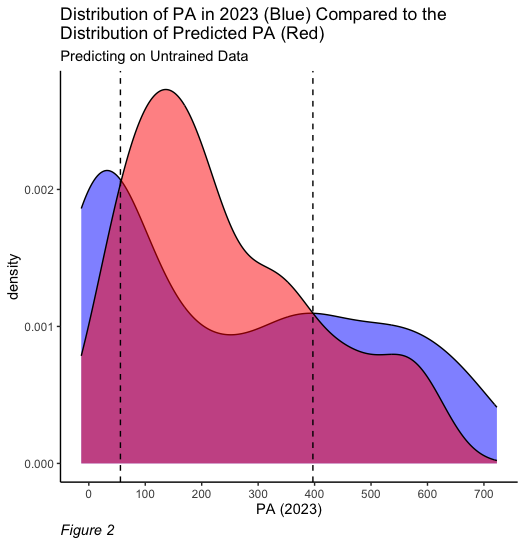 Distribution of PA in 2023 (Blue) Compared to the
Distribution of Predicted PA (Red)
Predicting on Untrained Data
density
0.002
0.001
0.000
0 100 200 300 400 500 600 700
PA (2023)
Figure 2